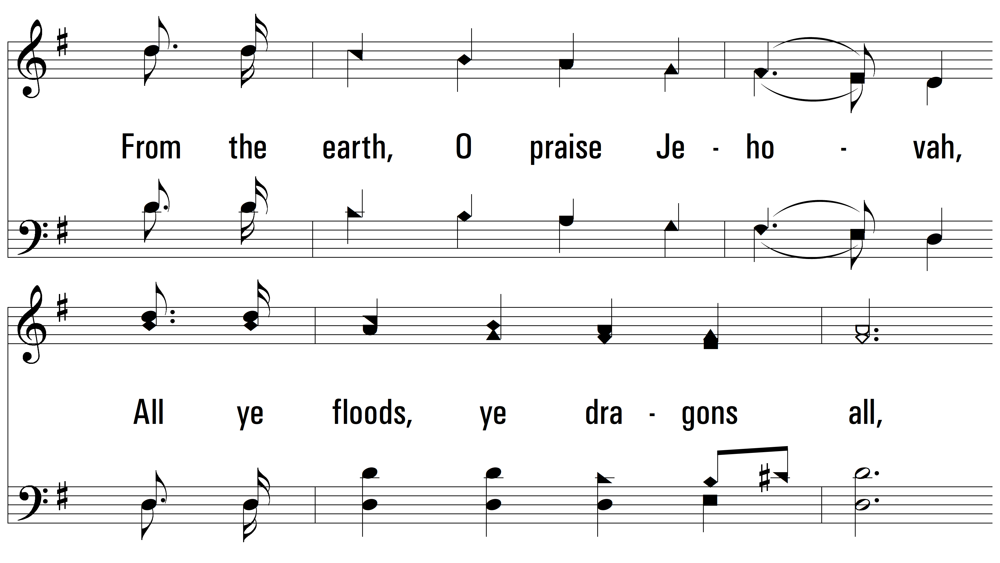 From the earth, O praise Je - ho - vah,
All ye floods, ye dra - gons all,